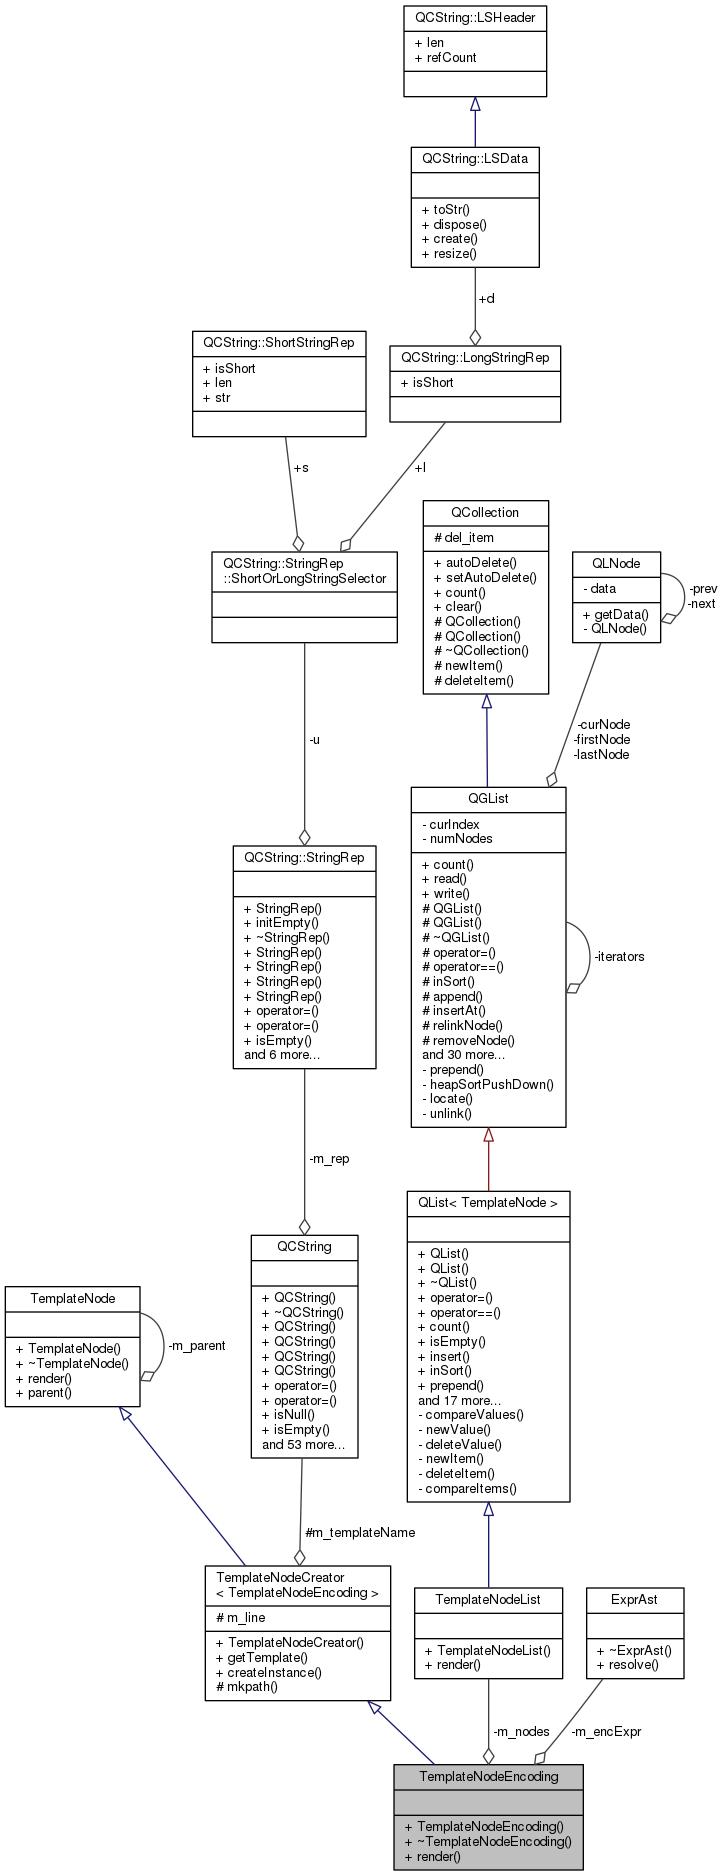 QCString::LSHeader
+ len
+ refCount
QCString::LSData
+ toStr()
+ dispose()
+ create()
+ resize()
+d
QCString::ShortStringRep
+ isShort
+ len
+ str
QCString::LongStringRep
+ isShort
+s
+l
QCollection
# del_item
+ autoDelete()
+ setAutoDelete()
+ count()
+ clear()
# QCollection()
# QCollection()
# ~QCollection()
# newItem()
# deleteItem()
QCString::StringRep
::ShortOrLongStringSelector
QLNode
- data
+ getData()
- QLNode()
-prev
-next
-u
-curNode
-firstNode
-lastNode
QGList
- curIndex
- numNodes
+ count()
+ read()
+ write()
# QGList()
# QGList()
# ~QGList()
# operator=()
# operator==()
# inSort()
# append()
# insertAt()
# relinkNode()
# removeNode()
and 30 more...
- prepend()
- heapSortPushDown()
- locate()
- unlink()
-iterators
QCString::StringRep
+ StringRep()
+ initEmpty()
+ ~StringRep()
+ StringRep()
+ StringRep()
+ StringRep()
+ StringRep()
+ operator=()
+ operator=()
+ isEmpty()
and 6 more...
-m_rep
QList< TemplateNode >
+ QList()
+ QList()
+ ~QList()
+ operator=()
+ operator==()
+ count()
+ isEmpty()
+ insert()
+ inSort()
+ prepend()
and 17 more...
- compareValues()
- newValue()
- deleteValue()
- newItem()
- deleteItem()
- compareItems()
QCString
+ QCString()
+ ~QCString()
+ QCString()
+ QCString()
+ QCString()
+ QCString()
+ operator=()
+ operator=()
+ isNull()
+ isEmpty()
and 53 more...
TemplateNode
+ TemplateNode()
+ ~TemplateNode()
+ render()
+ parent()
-m_parent
#m_templateName
TemplateNodeCreator
< TemplateNodeEncoding >
# m_line
+ TemplateNodeCreator()
+ getTemplate()
+ createInstance()
# mkpath()
TemplateNodeList
+ TemplateNodeList()
+ render()
ExprAst
+ ~ExprAst()
+ resolve()
-m_nodes
-m_encExpr
TemplateNodeEncoding
+ TemplateNodeEncoding()
+ ~TemplateNodeEncoding()
+ render()